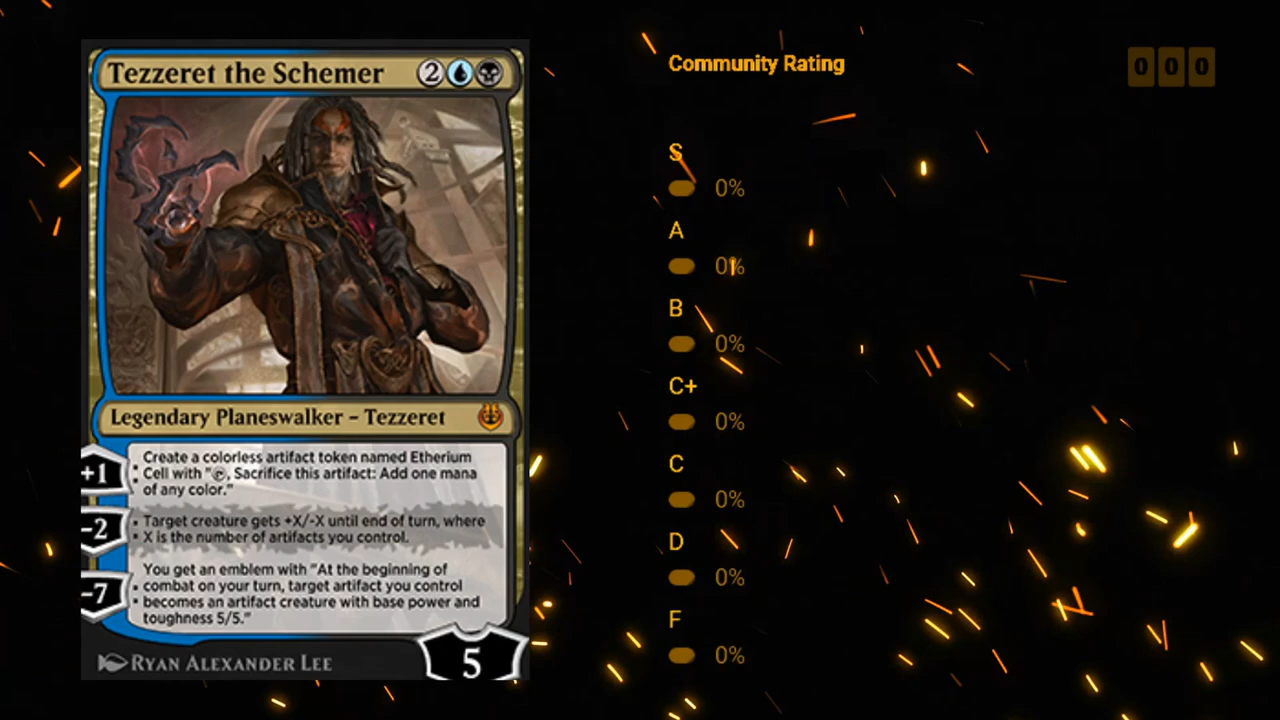 Tezzeret the Schemer 2
Community Rating
0 0 0
S
0%
A
0%
B
0%
C+
0%
C
0%
D
0%
F
0%
Legendary Planeswalker – Tezzeret
+1
Create a colorless artifact token named Etherium
Cell with "T, Sacrifice this artifact: Add one mana
of any color."
-2
Target creature gets +X/-X until end of turn, where
X is the number of artifacts you control.
-7
You get an emblem with "At the beginning of
combat on your turn, target artifact you control
becomes an artifact creature with base power and
toughness 5/5."
5
Ryan Alexander Lee